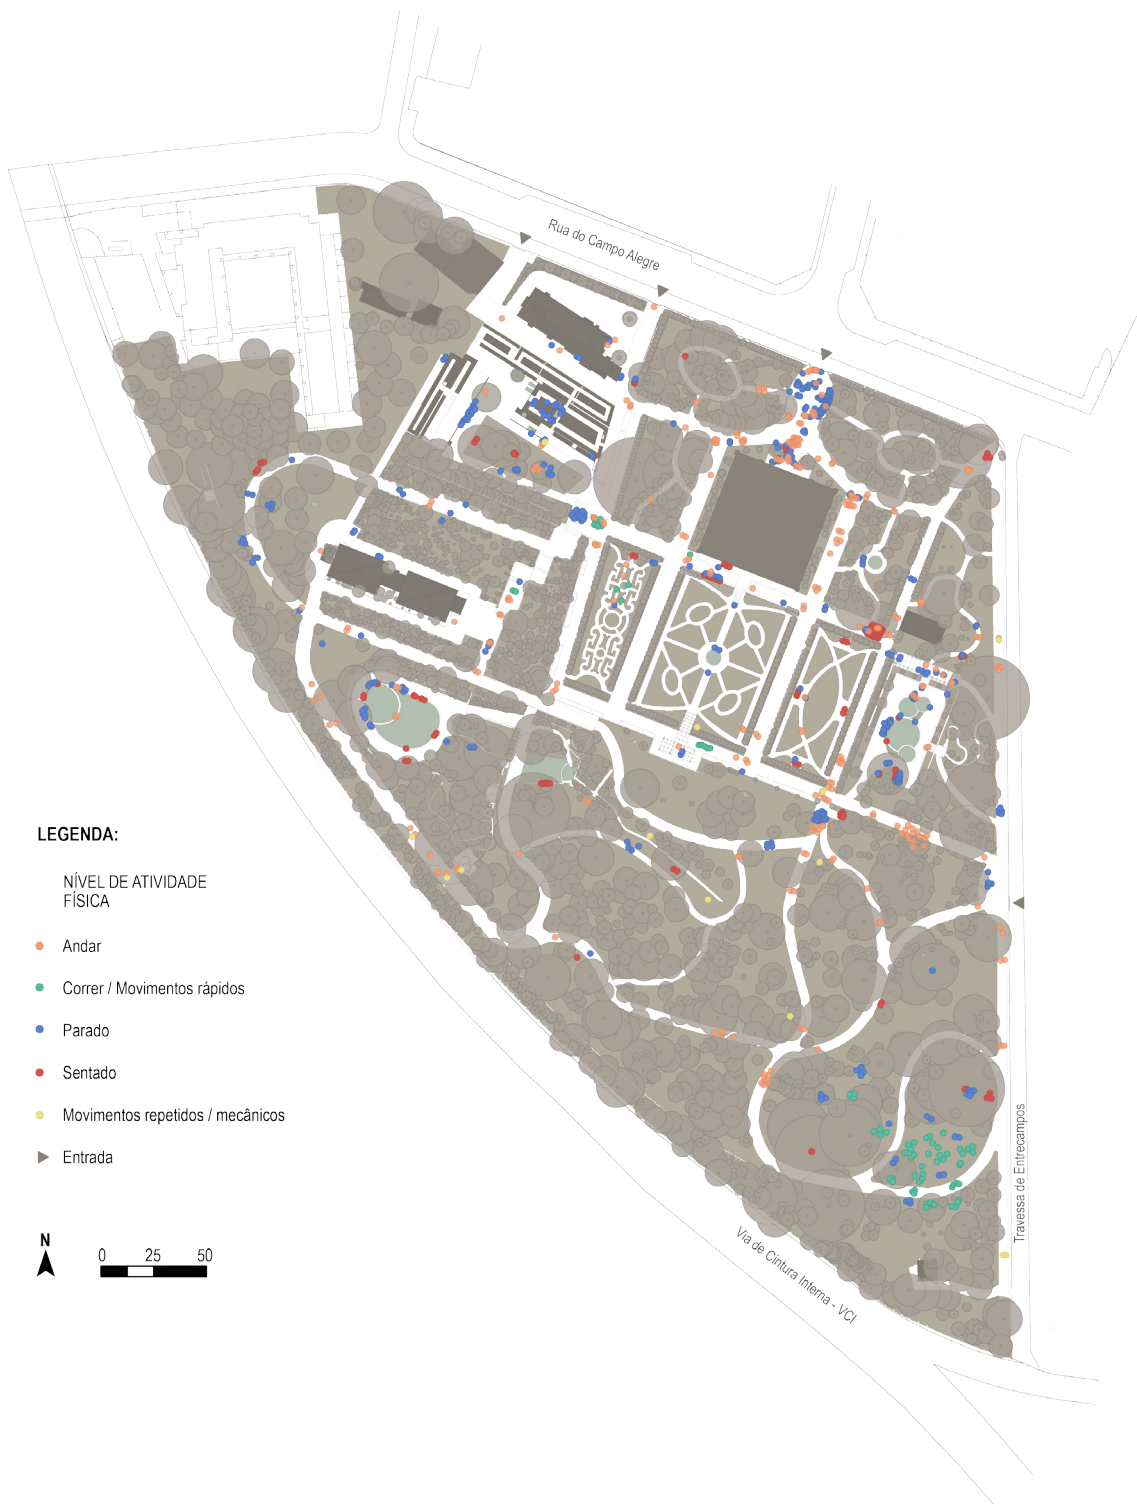 Rua do Campo Alegre
LEGENDA:
NÍVEL DE ATIVIDADE
FÍSICA
Andar
Correr / Movimentos rápidos
Parado
Sentado
Movimentos repetidos / mecânicos
Entrada
Travessa de Entrecampos
N
0 25 50
Via de Cintura Interna - VCI